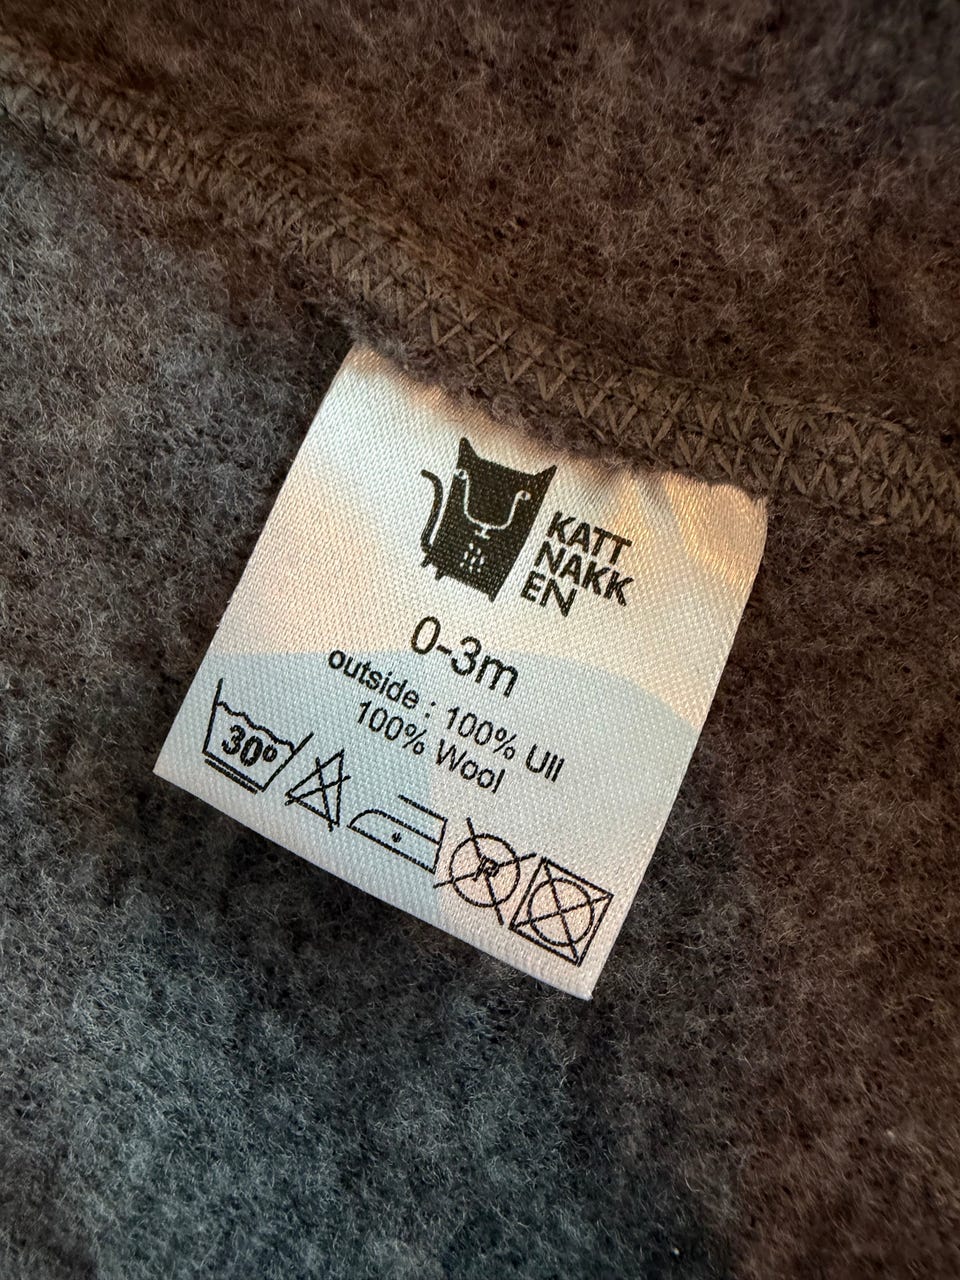 KATT
NAKK
EN
0-3m
outside : 100% Ull
100% Wool
30°